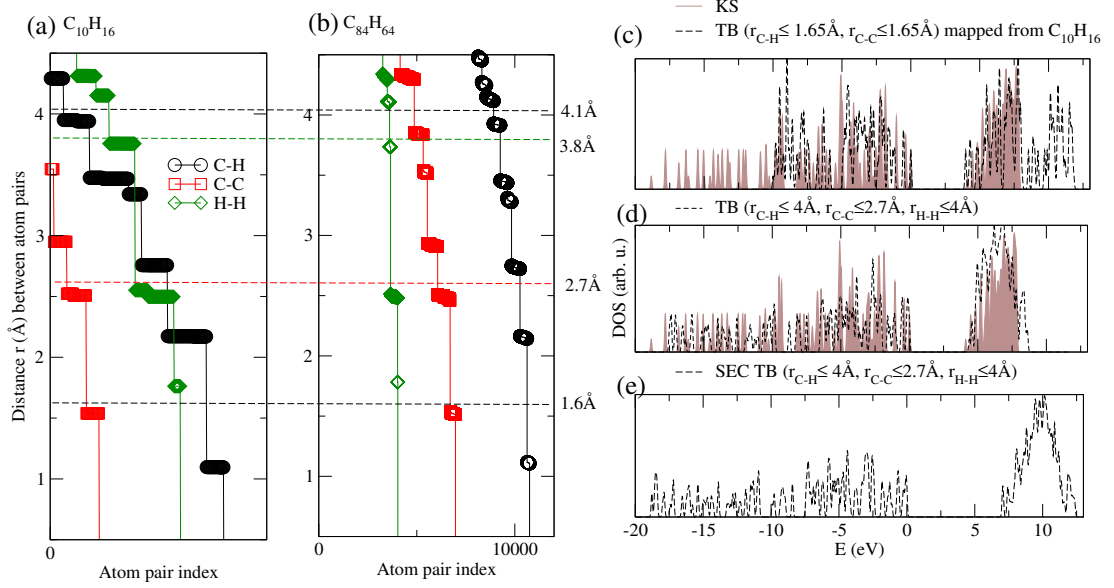 (a) C10H16
(b) C84H64
KS
TB (rC-H≤ 1.65Å, rC-C≤1.65Å) mapped from C10H16
(c)
4
3
2
1
0
Distance r (Å) between atom pairs
Atom pair index
C-H
C-C
H-H
4
3
2
1
0
10000
Atom pair index
4.1Å
3.8Å
2.7Å
1.6Å
TB (rC-H≤ 4Å, rC-C≤2.7Å, rH-H≤4Å)
(d)
DOS (arb. u.)
SEC TB (rC-H≤ 4Å, rC-C≤2.7Å, rH-H≤4Å)
(e)
-20 -15 -10 -5 0 5 10
E (eV)